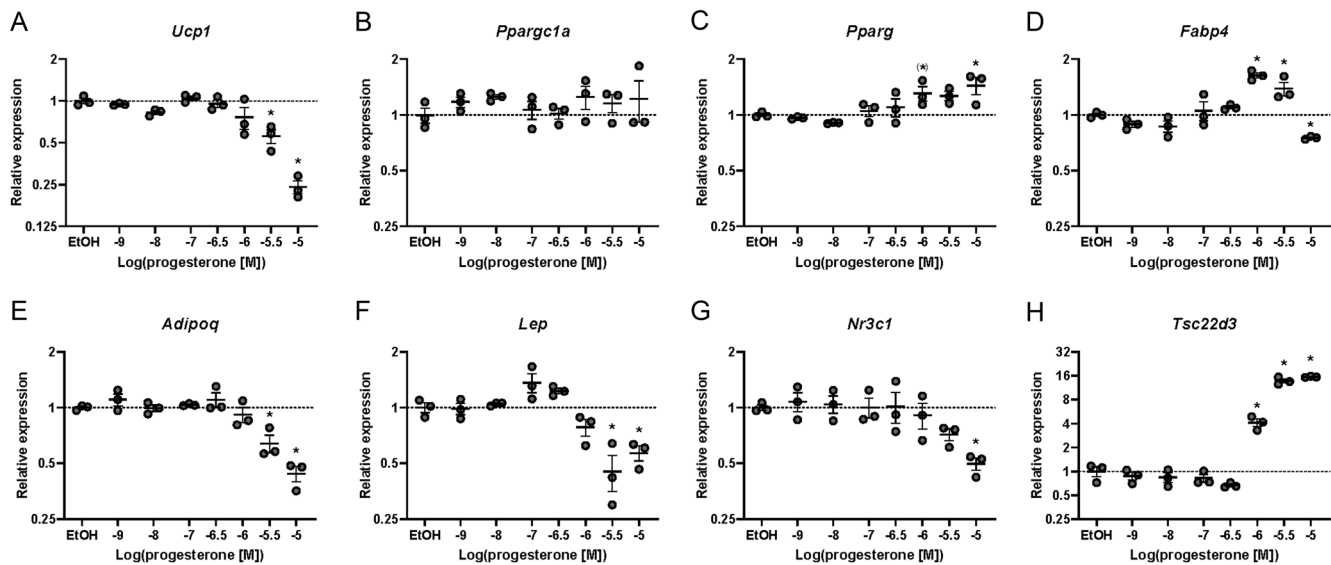 A
Ucp1
Relative expression
2
1
0.5
0.25
0.125
* *
EtOH -9 -8 -7 -6.5 -6 -5.5 -5
Log(progesterone [M])
B
Ppargc1a
Relative expression
2
1
0.5
0.25
EtOH -9 -8 -7 -6.5 -6 -5.5 -5
Log(progesterone [M])
C
Pparg
Relative expression
2
1
0.5
0.25
(*) *
EtOH -9 -8 -7 -6.5 -6 -5.5 -5
Log(progesterone [M])
D
Fabp4
Relative expression
2
1
0.5
0.25
* * *
EtOH -9 -8 -7 -6.5 -6 -5.5 -5
Log(progesterone [M])
E
Adipoq
Relative expression
2
1
0.5
0.25
* *
EtOH -9 -8 -7 -6.5 -6 -5.5 -5
Log(progesterone [M])
F
Lep
Relative expression
2
1
0.5
0.25
* *
EtOH -9 -8 -7 -6.5 -6 -5.5 -5
Log(progesterone [M])
G
Nr3c1
Relative expression
2
1
0.5
0.25
*
EtOH -9 -8 -7 -6.5 -6 -5.5 -5
Log(progesterone [M])
H
Tsc22d3
Relative expression
32
16
8
4
2
1
0.5
0.25
* * *
EtOH -9 -8 -7 -6.5 -6 -5.5 -5
Log(progesterone [M])